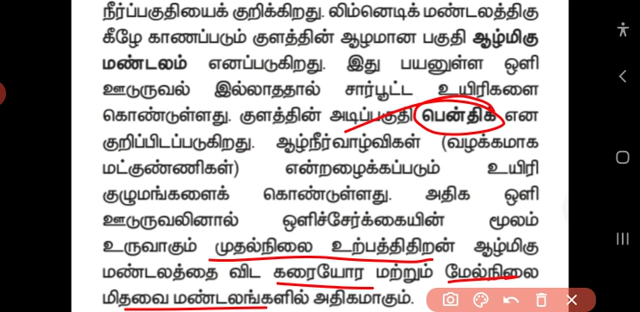 நீர்ப்பகுதியைக் குறிக்கிறது. லிம்னெடிக் மண்டலத்திகு
கீழே காணப்படும் குளத்தின் ஆழமான பகுதி ஆழ்மிகு
மண்டலம் எனப்படுகிறது. இது பயனுள்ள ஒளி
ஊடுருவல் இல்லாததால் சார்பூட்ட உயிரிகளை
கொண்டுள்ளது. குளத்தின் அடிப்பகுதி பென்திக் என
குறிப்பிடப்படுகிறது. ஆழ்நீர்வாழ்விகள் (வழக்கமாக
மட்குண்ணிகள்) என்றழைக்கப்படும் உயிரி
குழுமங்களைக் கொண்டுள்ளது. அதிக ஒளி
ஊடுருவலினால் ஒளிச்சேர்க்கையின் மூலம்
உருவாகும் முதல்நிலை உற்பத்திதிறன் ஆழ்மிகு
மண்டலத்தை விட கரையோர மற்றும் மேல்நிலை
மிதவை மண்டலங்களில் அதிகமாகும்.